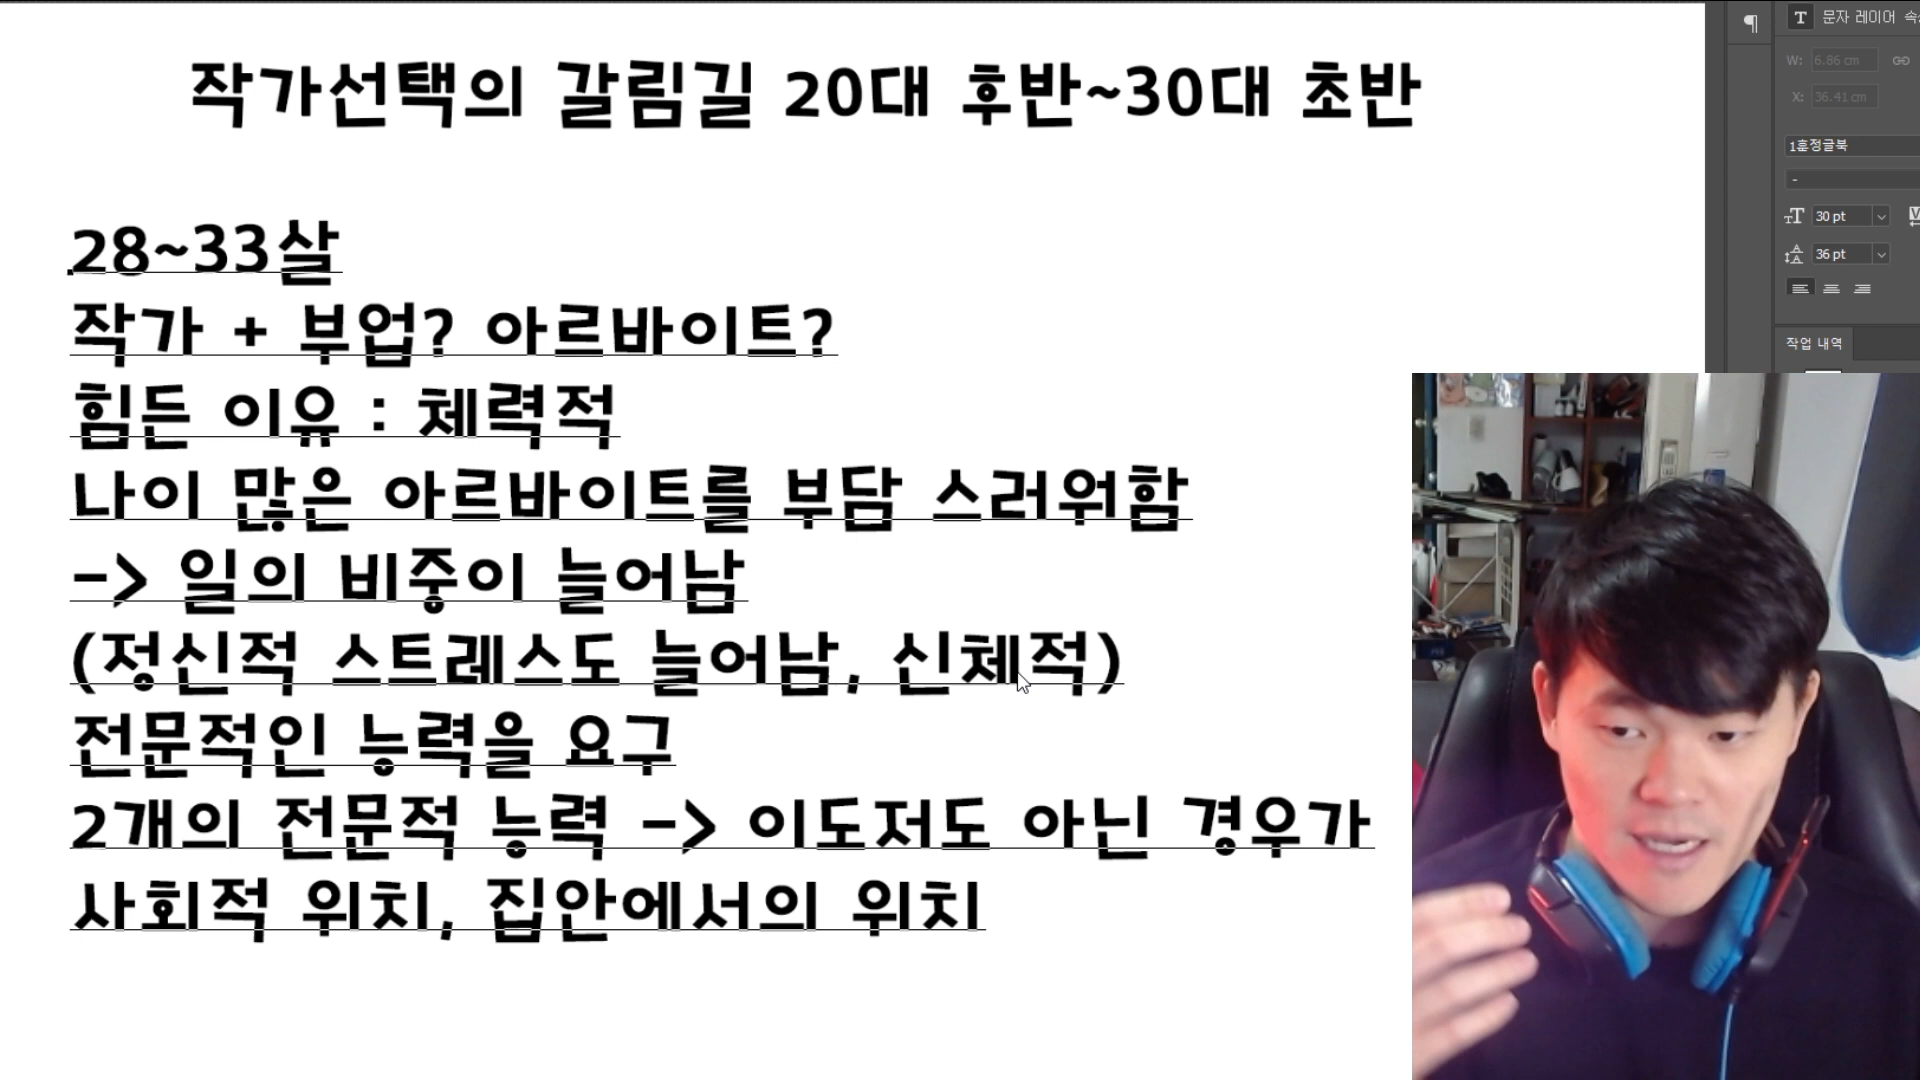 작가선택의 갈림길 20대 후반~30대 초반
28~33살
작가 + 부업? 아르바이트?
힘든 이유 : 체력적
나이 많은 아르바이트를 부담 스러워함
-> 일의 비중이 늘어남
(정신적 스트레스도 늘어남, 신체적)
전문적인 능력을 요구
2개의 전문적 능력 -> 이도저도 아닌 경우가
사회적 위치, 집안에서의 위치
T 문자 레이어
W: 6.86 cm
X: 36.41 cm
1훈정글북
-
30 pt
36 pt
작업 내역